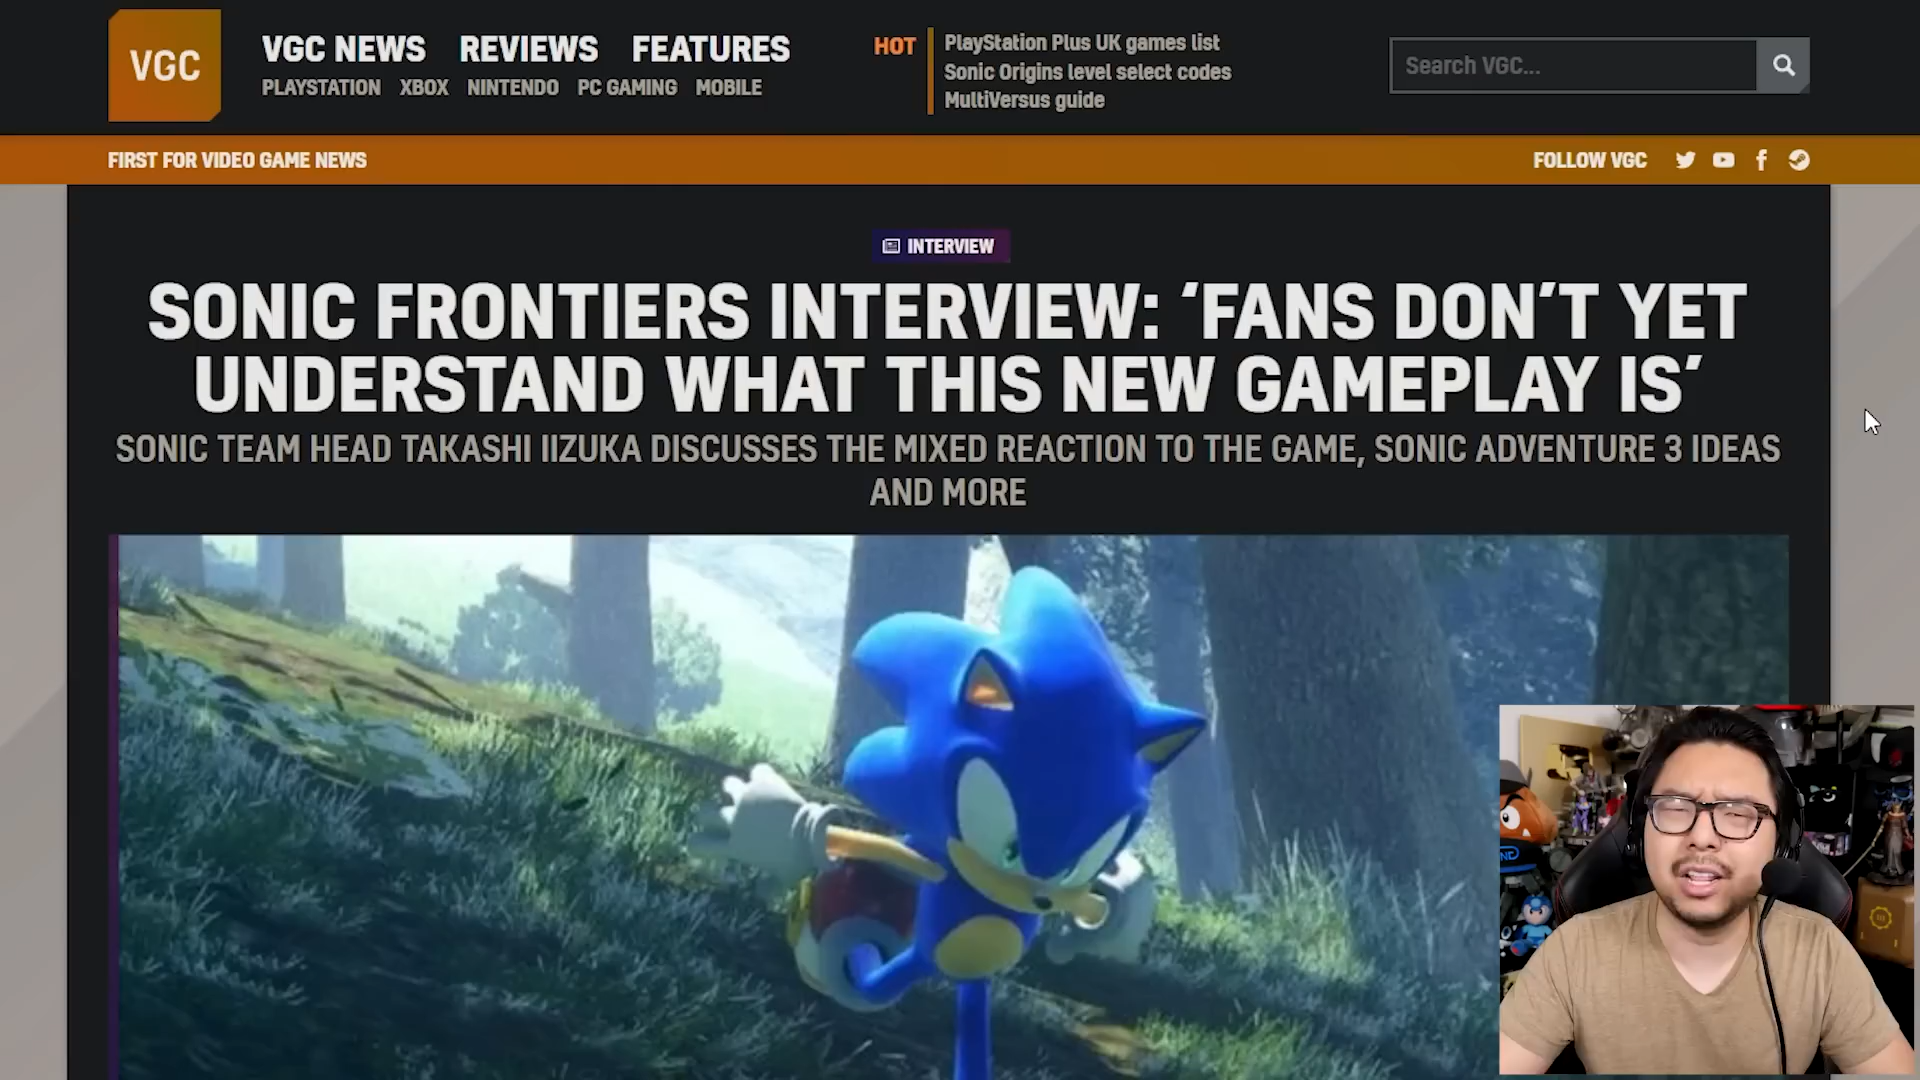 VGC
VGC NEWS REVIEWS FEATURES
PLAYSTATION XBOX NINTENDO PC GAMING MOBILE
HOT
PlayStation Plus UK games list
Sonic Origins level select codes
MultiVersus guide
Search VGC...
FIRST FOR VIDEO GAME NEWS
FOLLOW VGC
INTERVIEW
SONIC FRONTIERS INTERVIEW: ‘FANS DON’T YET
UNDERSTAND WHAT THIS NEW GAMEPLAY IS’
SONIC TEAM HEAD TAKASHI IIZUKA DISCUSSES THE MIXED REACTION TO THE GAME, SONIC ADVENTURE 3 IDEAS
AND MORE